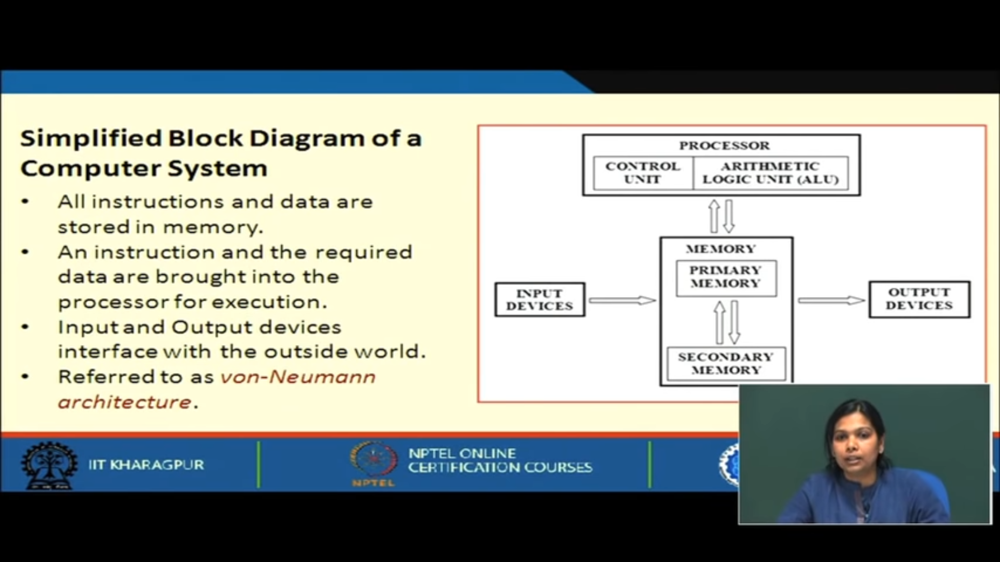 Simplified Block Diagram of a
Computer System
• All instructions and data are
stored in memory.
• An instruction and the required
data are brought into the
processor for execution.
• Input and Output devices
interface with the outside world.
• Referred to as von-Neumann
architecture.
PROCESSOR
CONTROL
UNIT
ARITHMETIC
LOGIC UNIT (ALU)
MEMORY
PRIMARY
MEMORY
INPUT
DEVICES
OUTPUT
DEVICES
SECONDARY
MEMORY
IIT KHARAGPUR
NPTEL
NPTEL ONLINE
CERTIFICATION COURSES